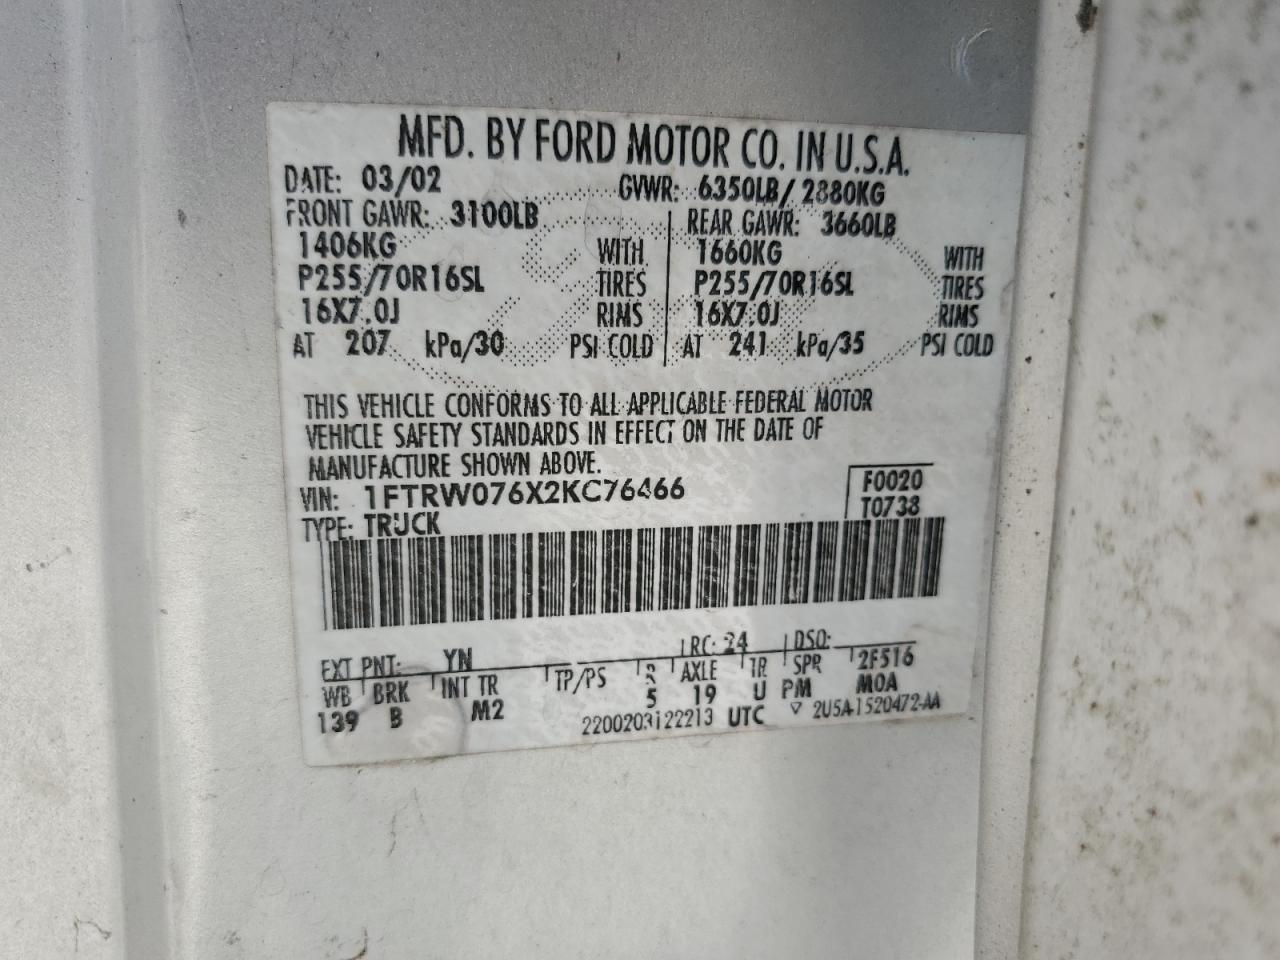 MFD. BY FORD MOTOR CO. IN U.S.A.
DATE: 03/02 GVWR: 6350LB/ 2880KG
FRONT GAWR: 3100LB REAR GAWR: 3660LB
1406KG WITH 1660KG WITH
P255/70R16SL TIRES P255/70R16SL TIRES
16X7.0J RIMS 16X7.0J RIMS
AT 207 kPa/30 PSI COLD AT 241 kPa/35 PSI COLD
THIS VEHICLE CONFORMS TO ALL APPLICABLE FEDERAL MOTOR
VEHICLE SAFETY STANDARDS IN EFFECT ON THE DATE OF
MANUFACTURE SHOWN ABOVE.
VIN: 1FTRW076X2KC76466 F0020
TYPE: TRUCK T0738
EXT PNT: YN RC: 24 DSO:
WB BRK INT TR TP/PS R AXLE TR SPR 2F516
139 B M2 5 19 U PM M0A
2200203122213 UTC ▽ 2U5A-1520472-AA